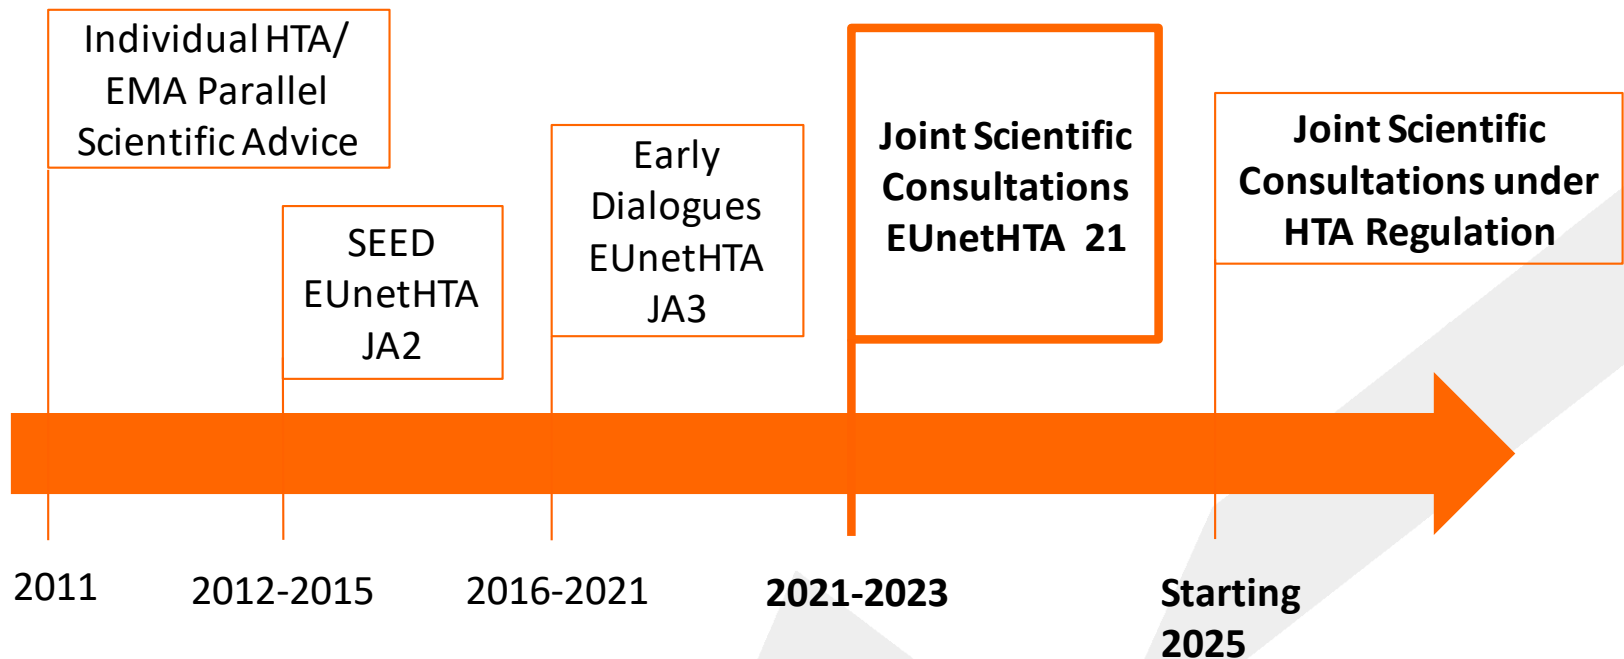 Individual HTA/
EMA Parallel
Scientific Advice
SEED
EUnetHTA
JA2
Early
Dialogues
EUnetHTA
JA3
Joint Scientific
Consultations
EUnetHTA 21
Joint Scientific
Consultations under
HTA Regulation
2011
2012-2015
2016-2021
2021-2023
Starting
2025